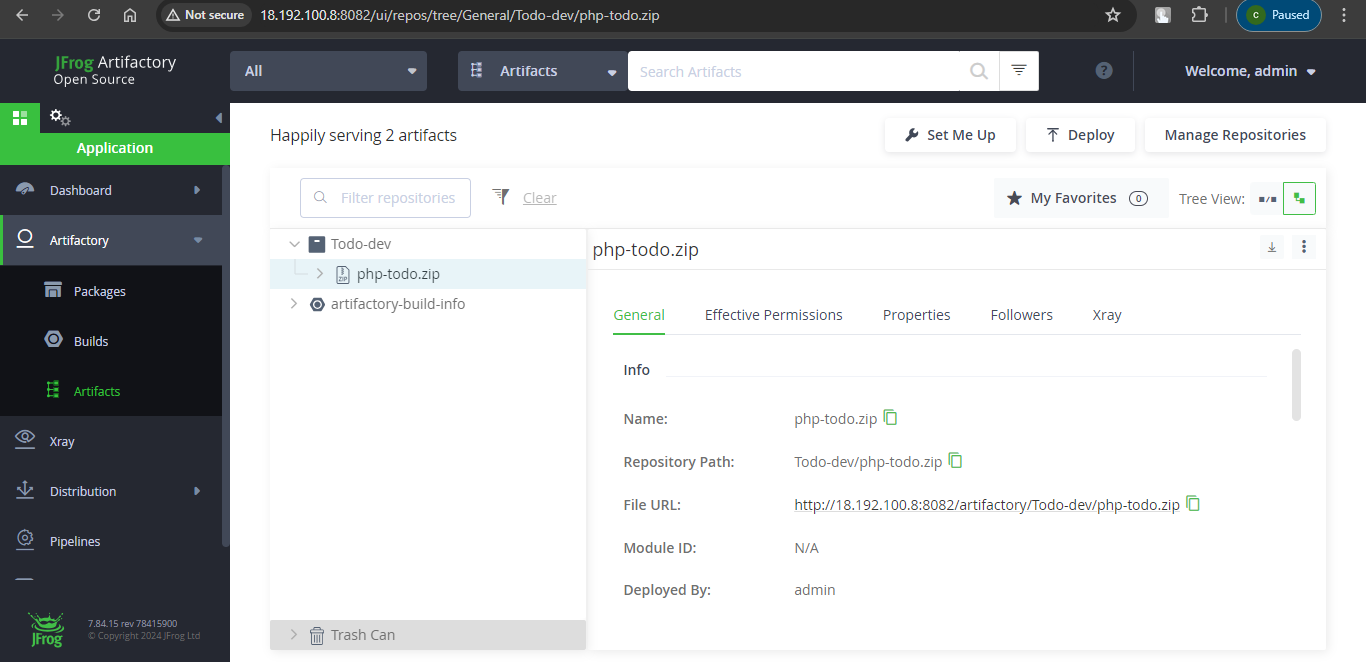 Not secure 18.192.100.8:8082/ui/repos/tree/General/Todo-dev/php-todo.zip
C Paused
JFrog Artifactory
Open Source
All
Artifacts
Search Artifacts
?
Welcome, admin
Application
Dashboard
Artifactory
Packages
Builds
Artifacts
Xray
Distribution
Pipelines
JFrog
7.84.15 rev 78415900
© Copyright 2024 JFrog Ltd
Happily serving 2 artifacts
Set Me Up
Deploy
Manage Repositories
Filter repositories
Clear
My Favorites 0
Tree View:
Todo-dev
ZIP php-todo.zip
artifactory-build-info
Trash Can
php-todo.zip
General Effective Permissions Properties Followers Xray
Info
Name: php-todo.zip
Repository Path: Todo-dev/php-todo.zip
File URL: http://18.192.100.8:8082/artifactory/Todo-dev/php-todo.zip
Module ID: N/A
Deployed By: admin